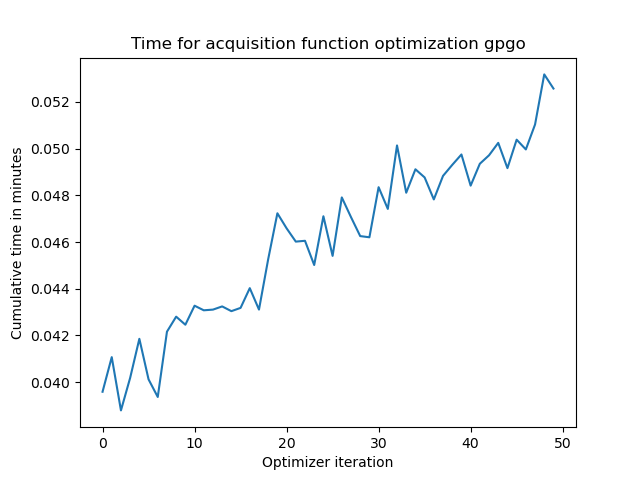 Time for acquisition function optimization gpgo
0.052
0.050
0.048
0.046
0.044
0.042
0.040
Cumulative time in minutes
0 10 20 30 40 50
Optimizer iteration